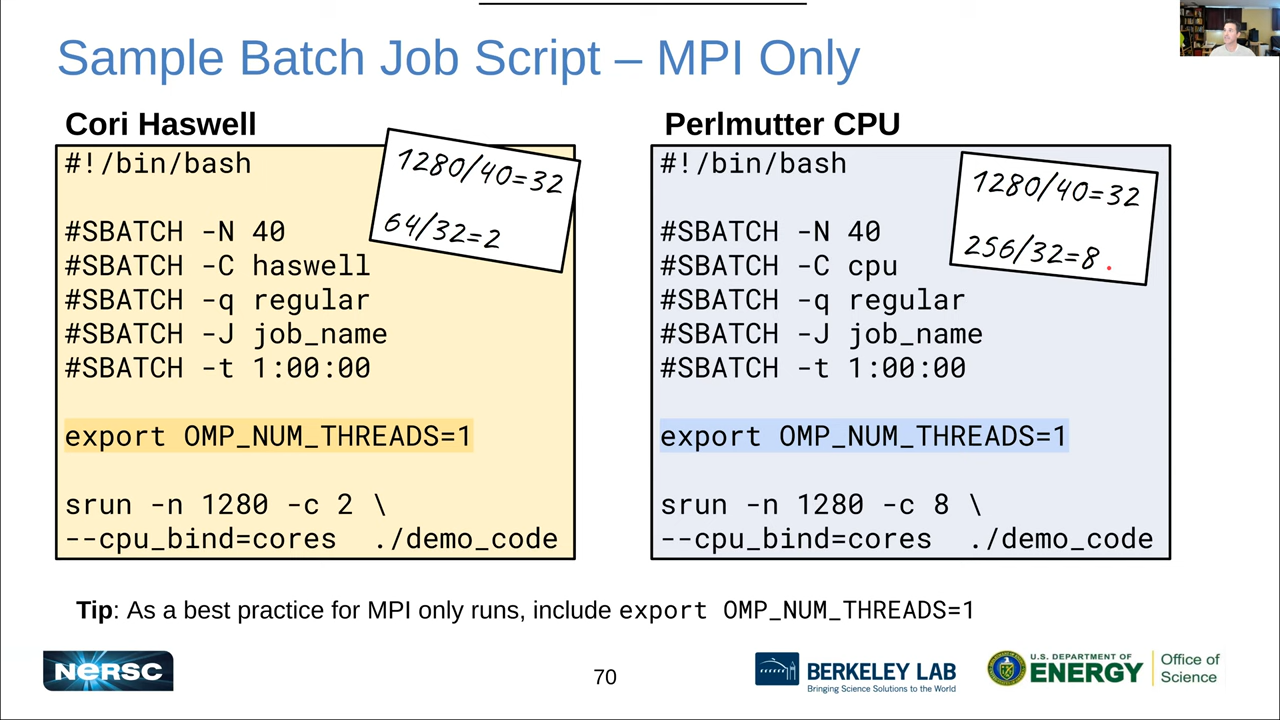 Sample Batch Job Script – MPI Only
Cori Haswell
#!/bin/bash
#SBATCH -N 40
#SBATCH -C haswell
#SBATCH -q regular
#SBATCH -J job_name
#SBATCH -t 1:00:00
export OMP_NUM_THREADS=1
srun -n 1280 -c 2 \
--cpu_bind=cores ./demo_code
1280/40=32
64/32=2
Perlmutter CPU
#!/bin/bash
#SBATCH -N 40
#SBATCH -C cpu
#SBATCH -q regular
#SBATCH -J job_name
#SBATCH -t 1:00:00
export OMP_NUM_THREADS=1
srun -n 1280 -c 8 \
--cpu_bind=cores ./demo_code
1280/40=32
256/32=8
Tip: As a best practice for MPI only runs, include export OMP_NUM_THREADS=1
NERSC
70
BERKELEY LAB
Bringing Science Solutions to the World
U.S. DEPARTMENT OF
ENERGY
Office of
Science